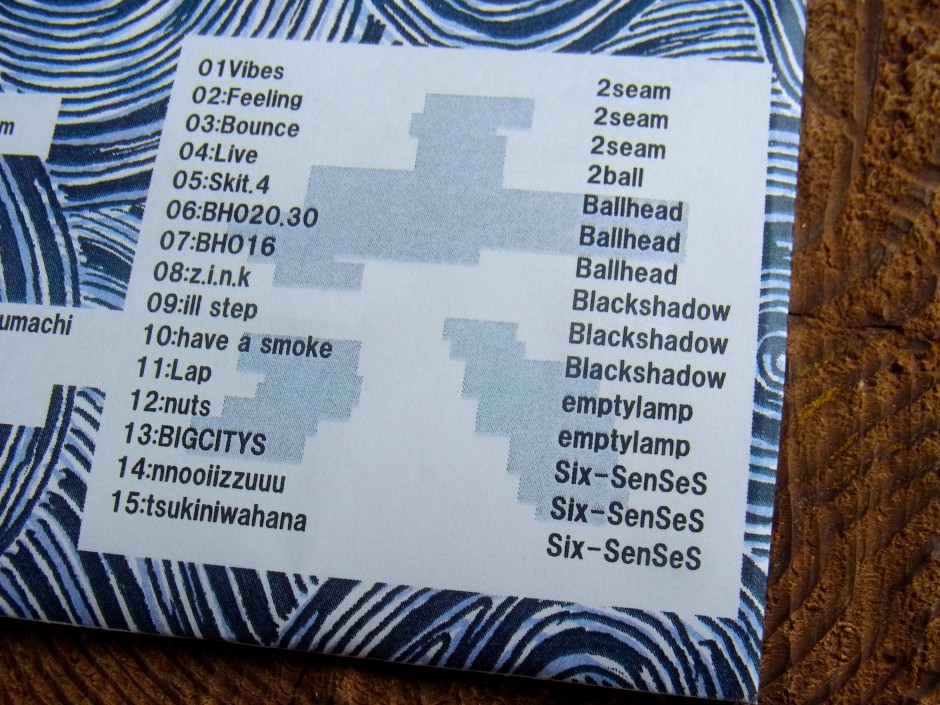 01Vibes 2seam
02:Feeling 2seam
03:Bounce 2seam
04:Live 2ball
05:Skit.4 Ballhead
06:BH020.30 Ballhead
07:BH016 Ballhead
08:z.i.n.k Blackshadow
09:ill step Blackshadow
10:have a smoke Blackshadow
11:Lap emptylamp
12:nuts emptylamp
13:BIGCITYS Six-SenSeS
14:nnooiizzuuu Six-SenSeS
15:tsukiniwahana Six-SenSeS
m
umachi